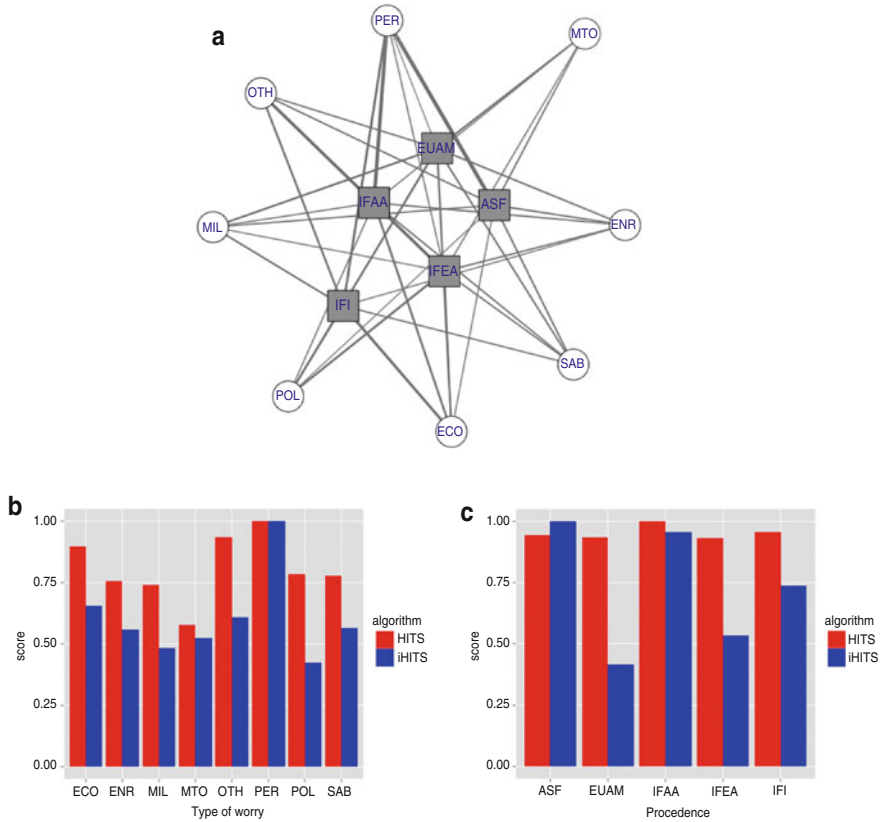 a
PER
MTO
OTH
EUAM
IFAA
ASF
MIL
ENR
IFEA
IFI
SAB
POL
ECO
b
1.00
0.75
0.50
0.25
0.00
score
ECO ENR MIL MTO OTH PER POL SAB
Type of worry
algorithm
HITS
iHITS
c
1.00
0.75
0.50
0.25
0.00
score
ASF EUAM IFAA IFEA IFI
Procedence
algorithm
HITS
iHITS